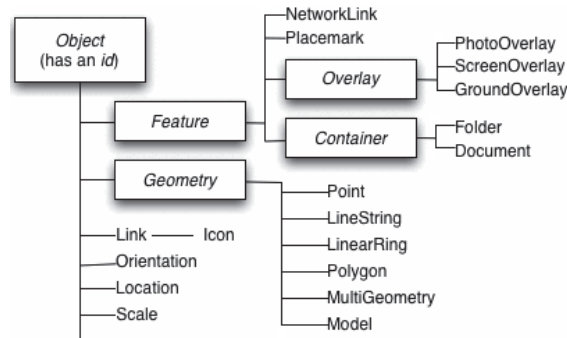 Object
(has an id)
NetworkLink
Placemark
Overlay
PhotoOverlay
ScreenOverlay
GroundOverlay
Feature
Container
Folder
Document
Geometry
Point
LineString
LinearRing
Polygon
MultiGeometry
Model
Link
Icon
Orientation
Location
Scale